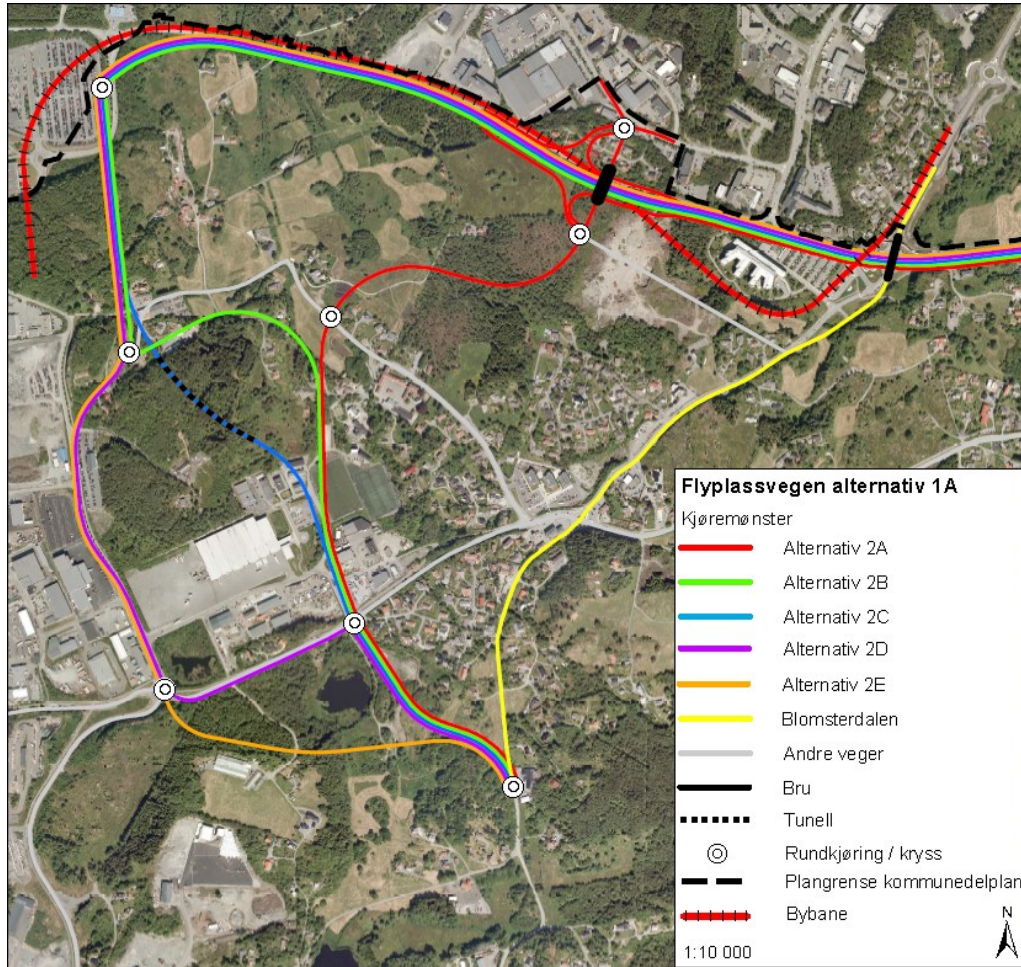 Flyplassvegen alternativ 1A
Kjøremønster
Alternativ 2A
Alternativ 2B
Alternativ 2C
Alternativ 2D
Alternativ 2E
Blomsterdalen
Andre veger
Bru
Tunell
Rundkjøring / kryss
Plangrense kommunedelplan
Bybane
N
1:10 000